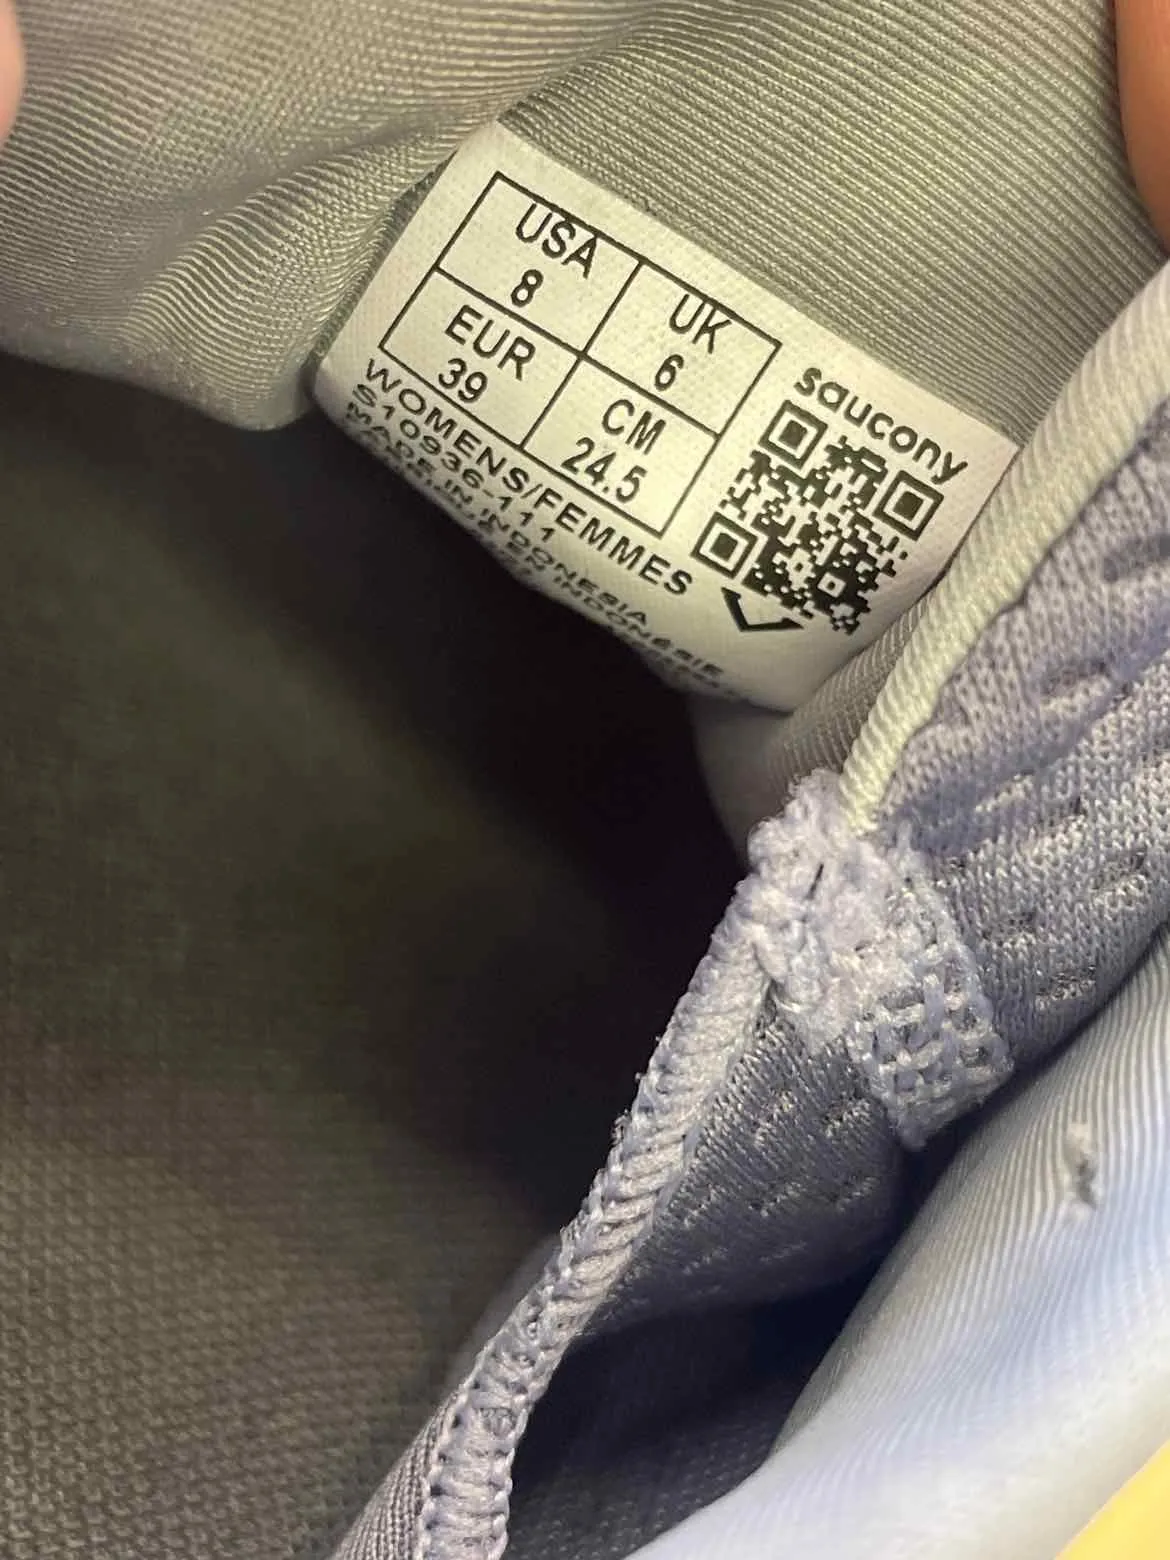 USA
8
UK
6
EUR
39
CM
24.5
saucony
WOMENS/FEMMES
S10936-111
MADE IN INDONESIA